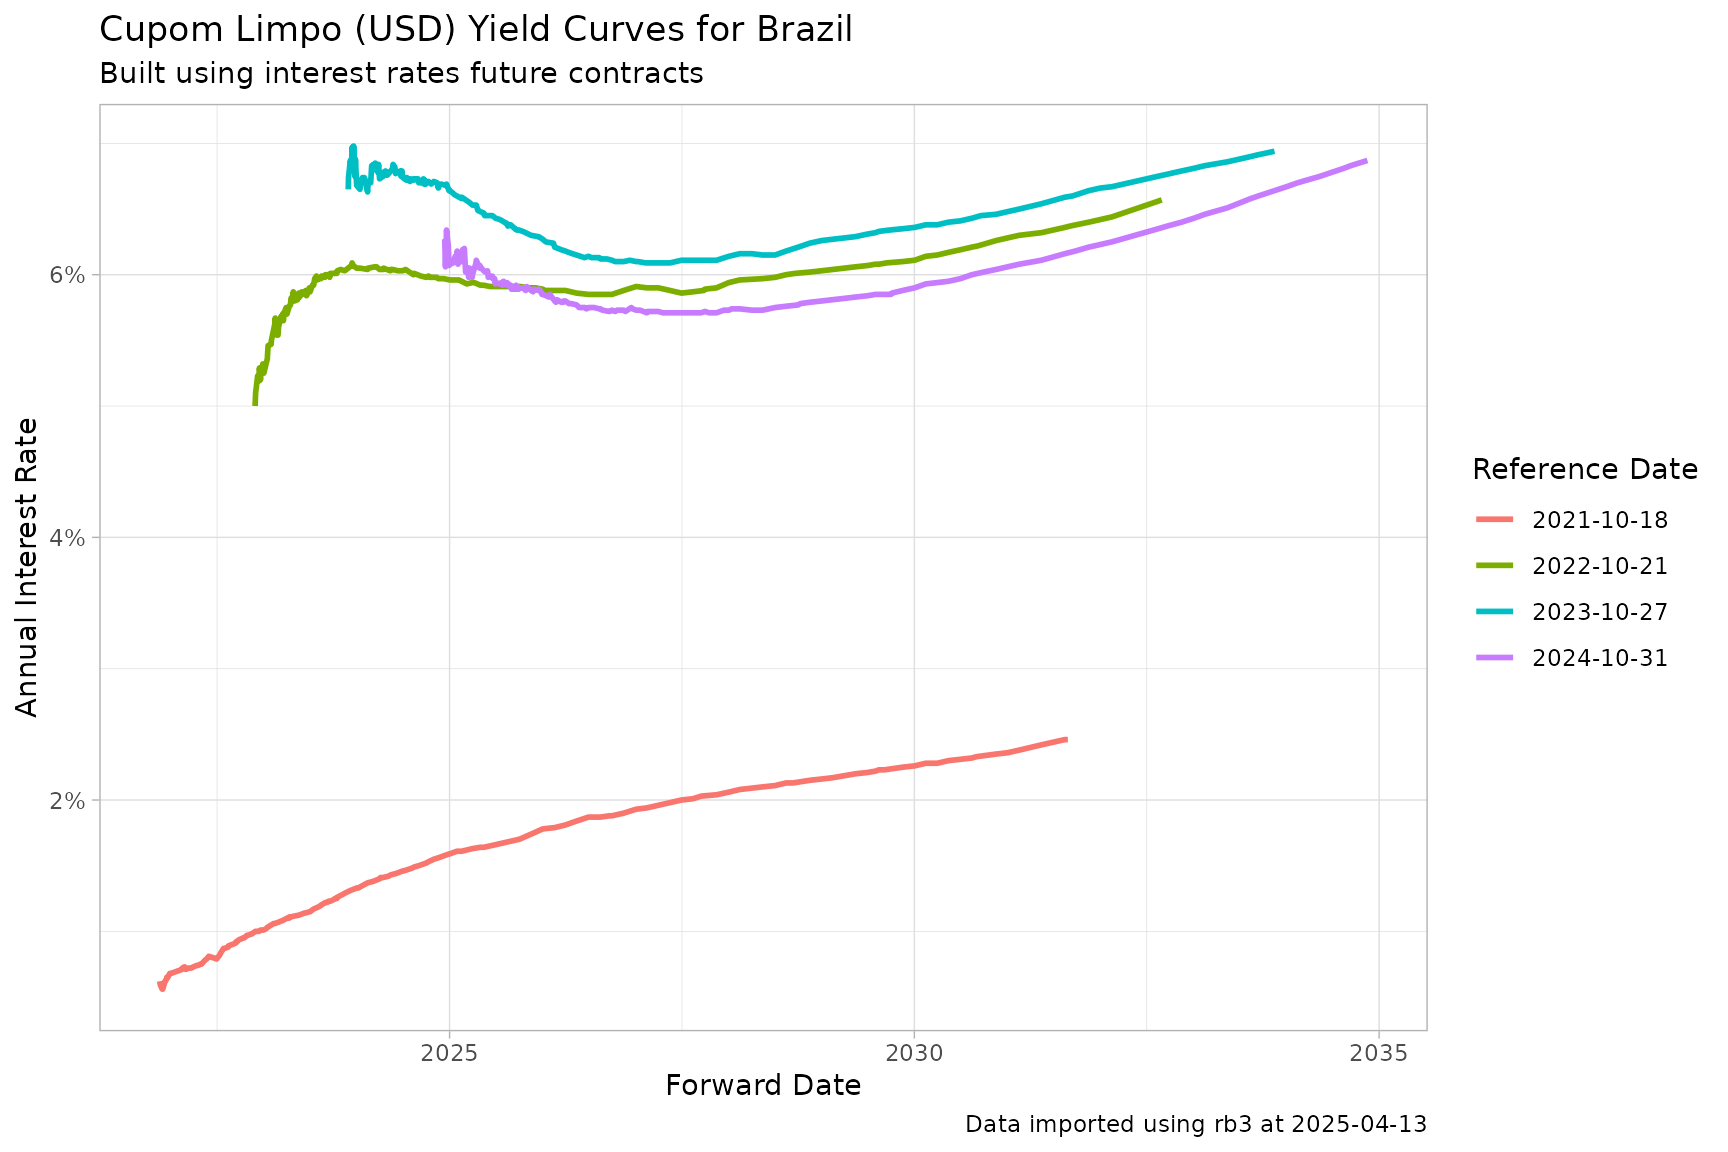 Cupom Limpo (USD) Yield Curves for Brazil
Built using interest rates future contracts
Annual Interest Rate
6%
4%
2%
2025
2030
2035
Forward Date
Reference Date
2021-10-18
2022-10-21
2023-10-27
2024-10-31
Data imported using rb3 at 2025-04-13